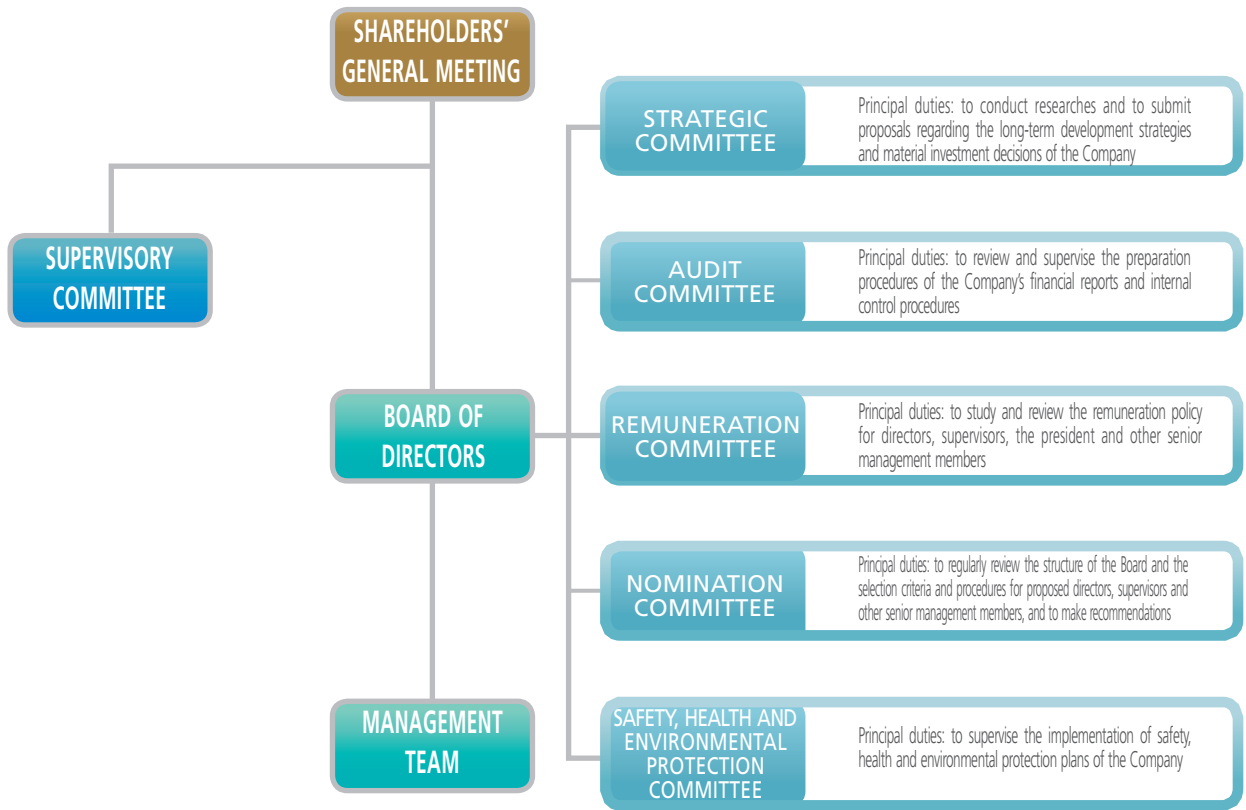 SHAREHOLDERS'
GENERAL MEETING
SUPERVISORY
COMMITTEE
BOARD OF
DIRECTORS
MANAGEMENT
TEAM
STRATEGIC
COMMITTEE
Principal duties: to conduct researches and to submit
proposals regarding the long-term development strategies
and material investment decisions of the Company
AUDIT
COMMITTEE
Principal duties: to review and supervise the preparation
procedures of the Company's financial reports and internal
control procedures
REMUNERATION
COMMITTEE
Principal duties: to study and review the remuneration policy
for directors, supervisors, the president and other senior
management members
NOMINATION
COMMITTEE
Principal duties: to regularly review the structure of the Board and the
selection criteria and procedures for proposed directors, supervisors and
other senior management members, and to make recommendations
SAFETY, HEALTH AND
ENVIRONMENTAL
PROTECTION
COMMITTEE
Principal duties: to supervise the implementation of safety,
health and environmental protection plans of the Company